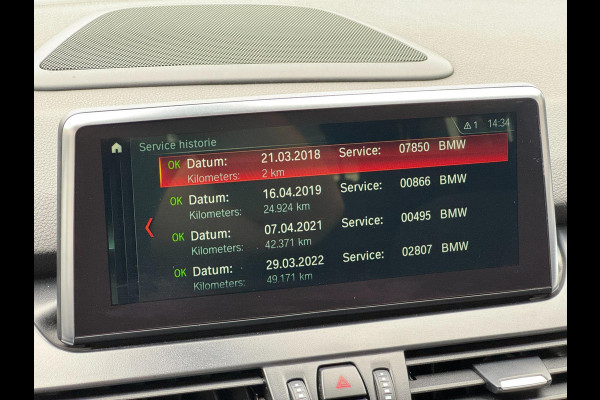 ⚠1 14:34
Service historie
OK Datum: 21.03.2018 Service: 07850 BMW
Kilometers: 2 km
OK Datum: 16.04.2019 Service: 00866 BMW
Kilometers: 24.924 km
OK Datum: 07.04.2021 Service: 00495 BMW
Kilometers: 42.371 km
OK Datum: 29.03.2022 Service: 02807 BMW
Kilometers: 49.171 km